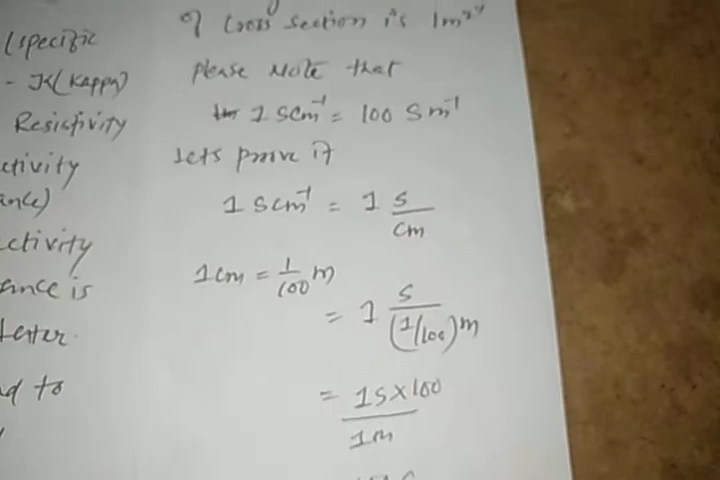 (specific
- K(Kappa)
Resistivity
ctivity
ance)
ctivity
ance is
to
of cross section is 1m
Please Note that
1 Scm⁻¹ = 100 Sm⁻¹
Lets prove it
1 Scm⁻¹ = 1 S/cm
1cm = 1/100 m
= 1 S/(1/100)m
= 1S×100/1m